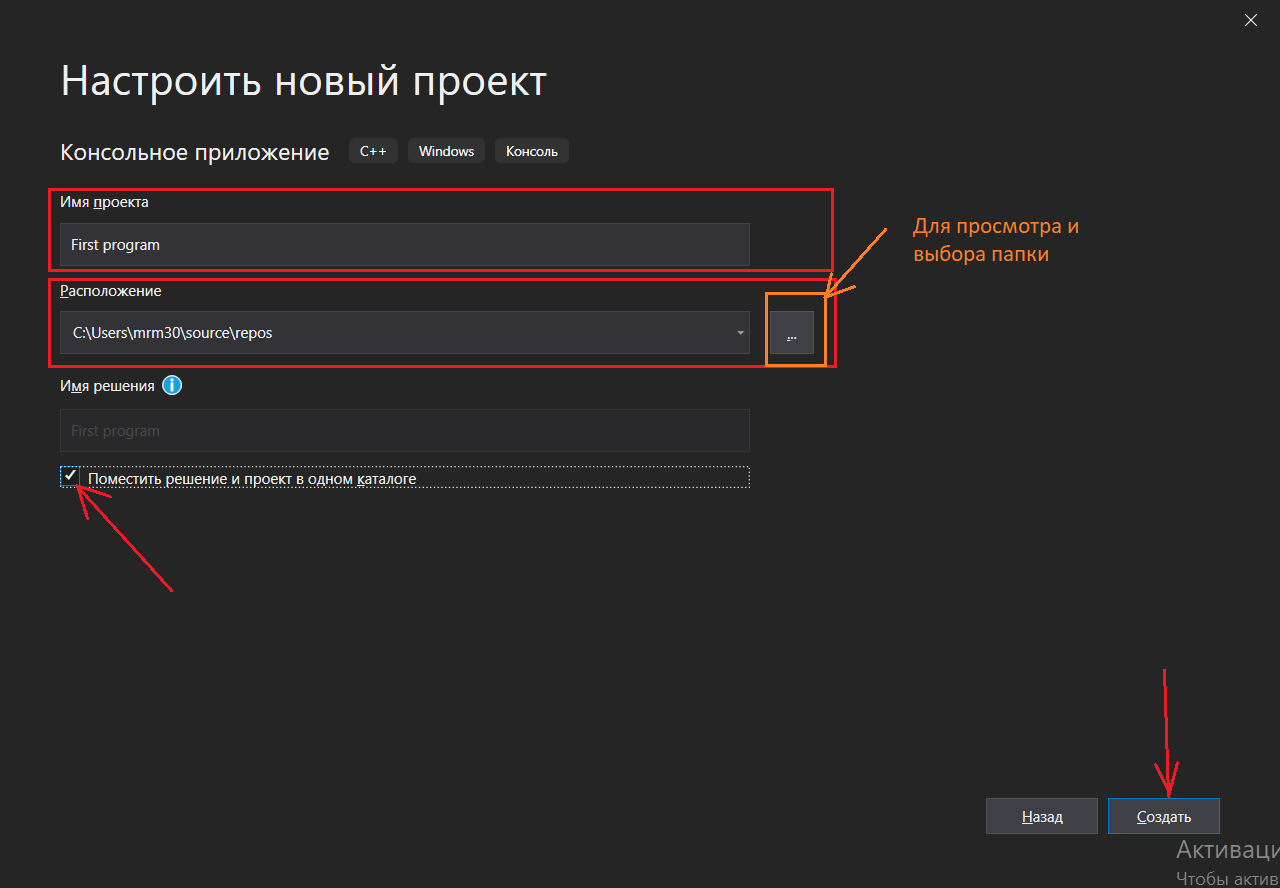 Настроить новый проект
Консольное приложение C++ Windows Консоль
Имя проекта
First program
Для просмотра и
выбора папки
Расположение
C:\Users\mrm30\source\repos
...
Имя решения
First program
Поместить решение и проект в одном каталоге
Назад Создать
Активаци
Чтобы актив